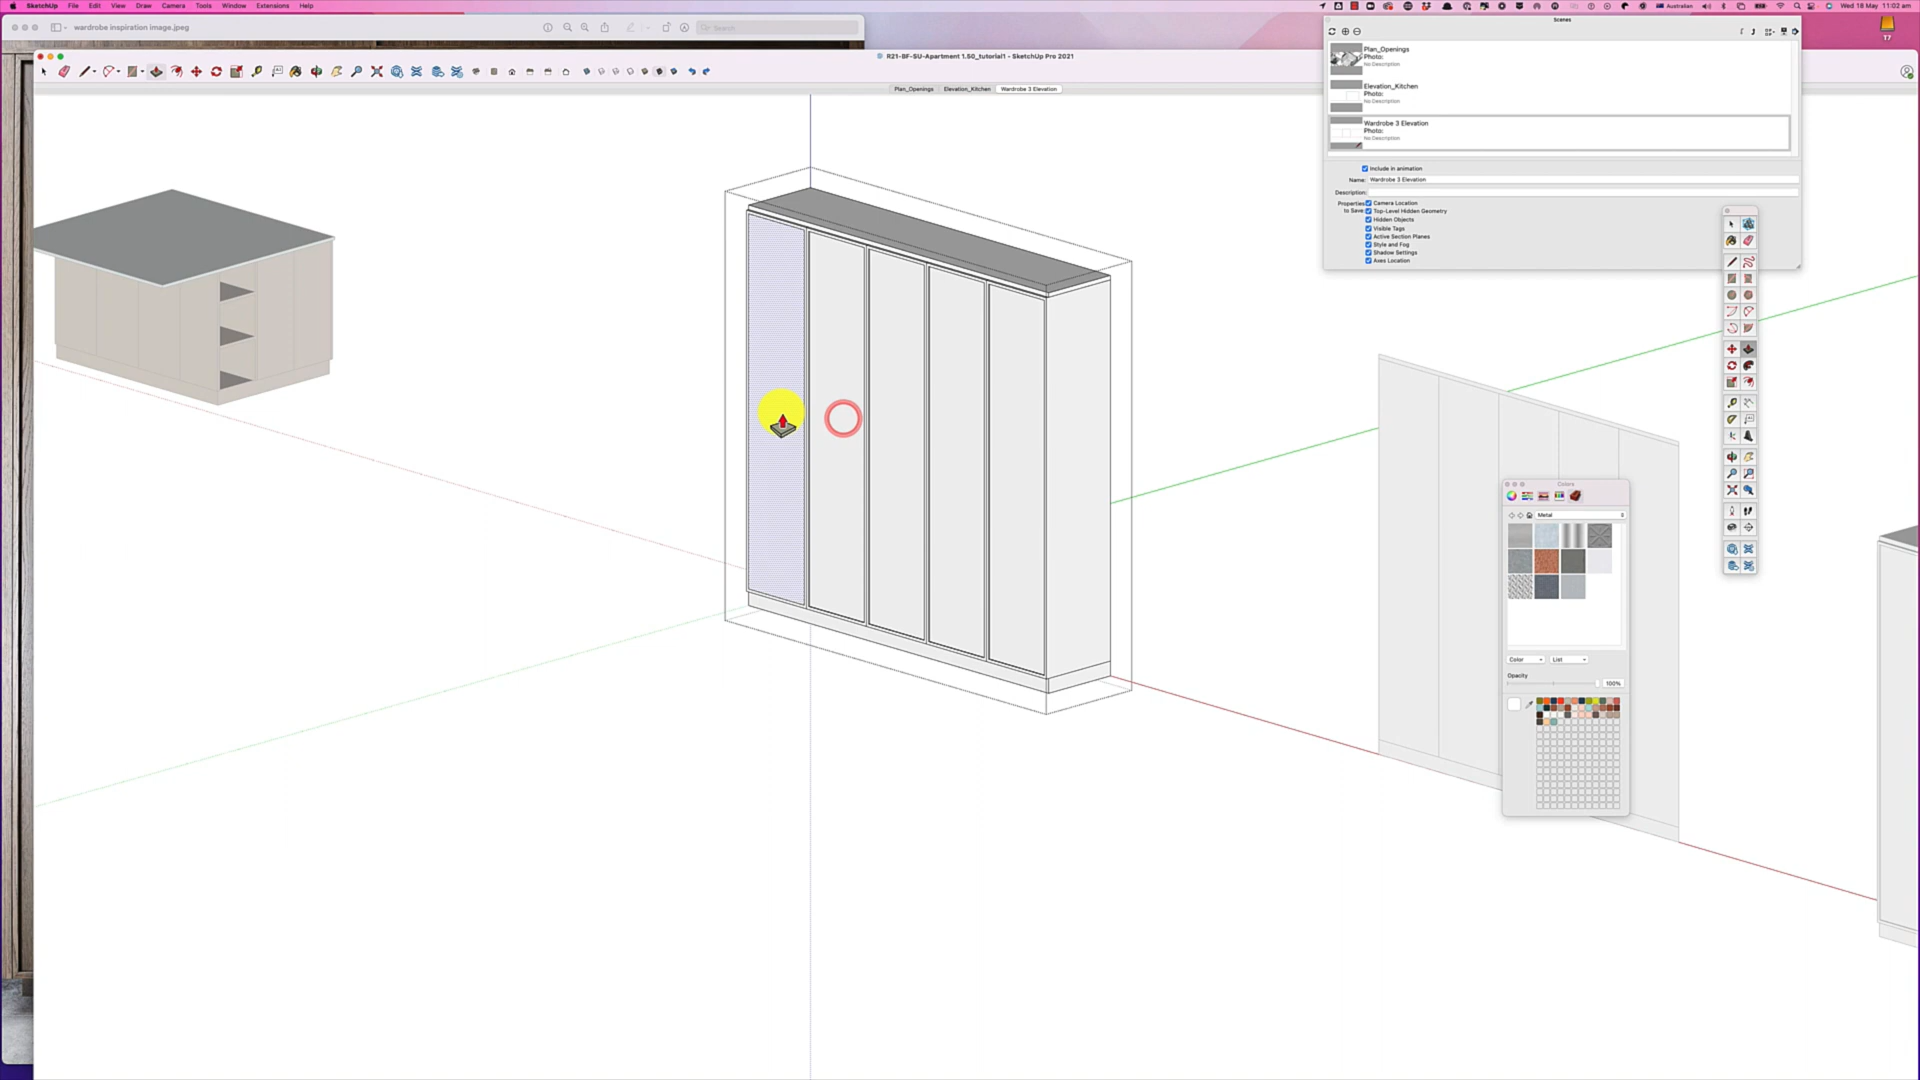 SketchUp File Edit View Draw Camera Tools Window Extensions Help
Australian
Wed 18 May 11:02 am
wardrobe inspiration image.jpeg
Search
T7
R21-BF-SU-Apartment 1.50_tutorial1 - SketchUp Pro 2021
Plan_Openings Elevation_Kitchen Wardrobe 3 Elevation
Scenes
Plan_Openings
Photo:
No Description
Elevation_Kitchen
Photo:
No Description
Wardrobe 3 Elevation
Photo:
No Description
Include in animation
Name: Wardrobe 3 Elevation
Description:
Properties to Save:
Camera Location
Top-Level Hidden Geometry
Hidden Objects
Visible Tags
Active Section Planes
Style and Fog
Shadow Settings
Axes Location
Colors
Metal
Color List
Opacity
100%